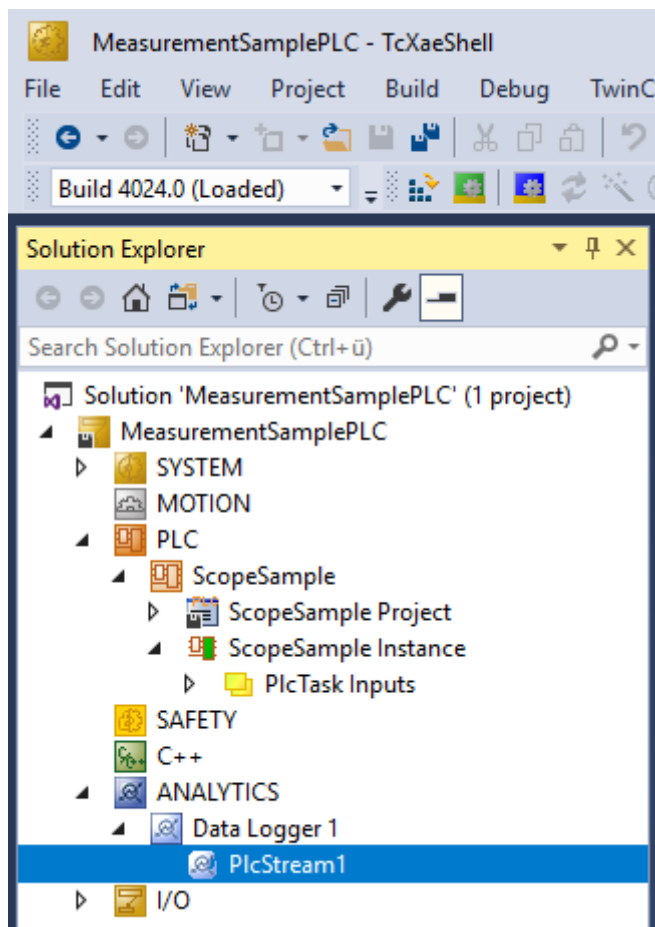 MeasurementSamplePLC - TcXaeShell
File Edit View Project Build Debug TwinC
Build 4024.0 (Loaded)
Solution Explorer
Search Solution Explorer (Ctrl+ü)
Solution 'MeasurementSamplePLC' (1 project)
MeasurementSamplePLC
SYSTEM
MOTION
PLC
ScopeSample
ScopeSample Project
ScopeSample Instance
PlcTask Inputs
SAFETY
C++
ANALYTICS
Data Logger 1
PlcStream1
I/O